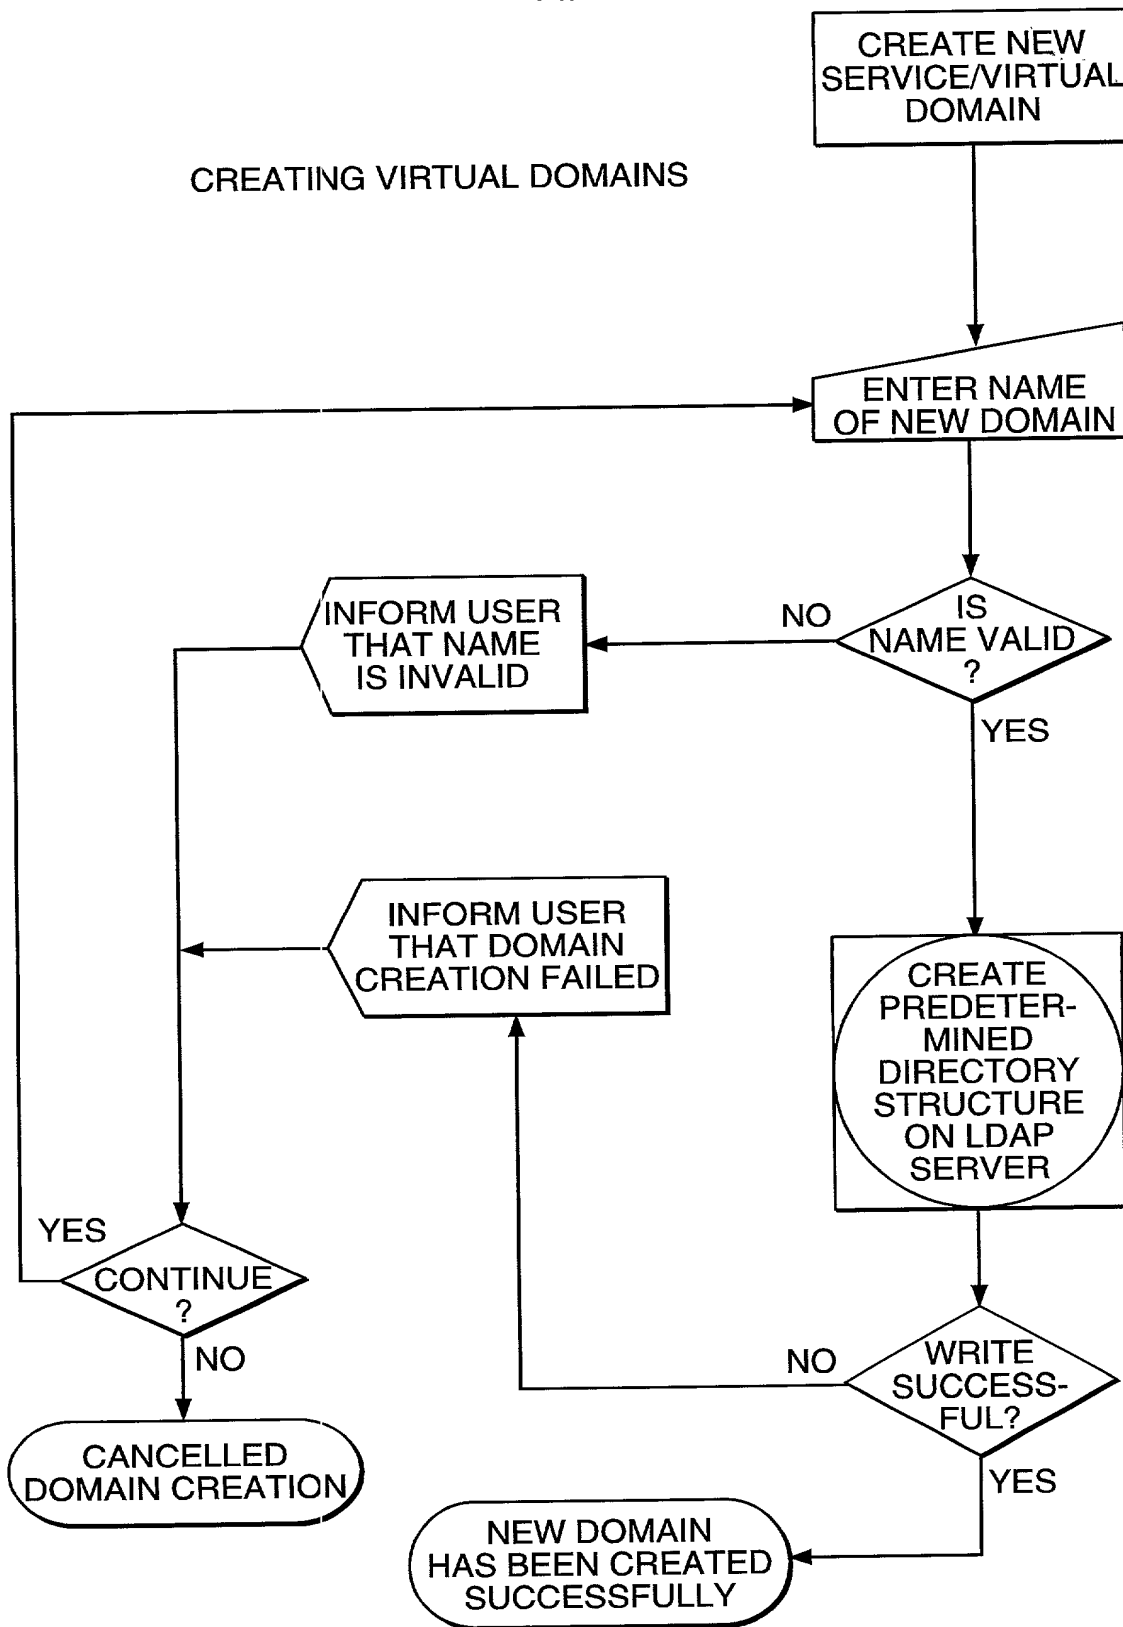 CREATE NEW
SERVICE/VIRTUAL
DOMAIN
CREATING VIRTUAL DOMAINS
ENTER NAME
OF NEW DOMAIN
IS
NAME VALID
?
NO
YES
INFORM USER
THAT NAME
IS INVALID
INFORM USER
THAT DOMAIN
CREATION FAILED
CREATE
PREDETER-
MINED
DIRECTORY
STRUCTURE
ON LDAP
SERVER
YES
CONTINUE
?
NO
WRITE
SUCCESS-
FUL?
NO
YES
CANCELLED
DOMAIN CREATION
NEW DOMAIN
HAS BEEN CREATED
SUCCESSFULLY